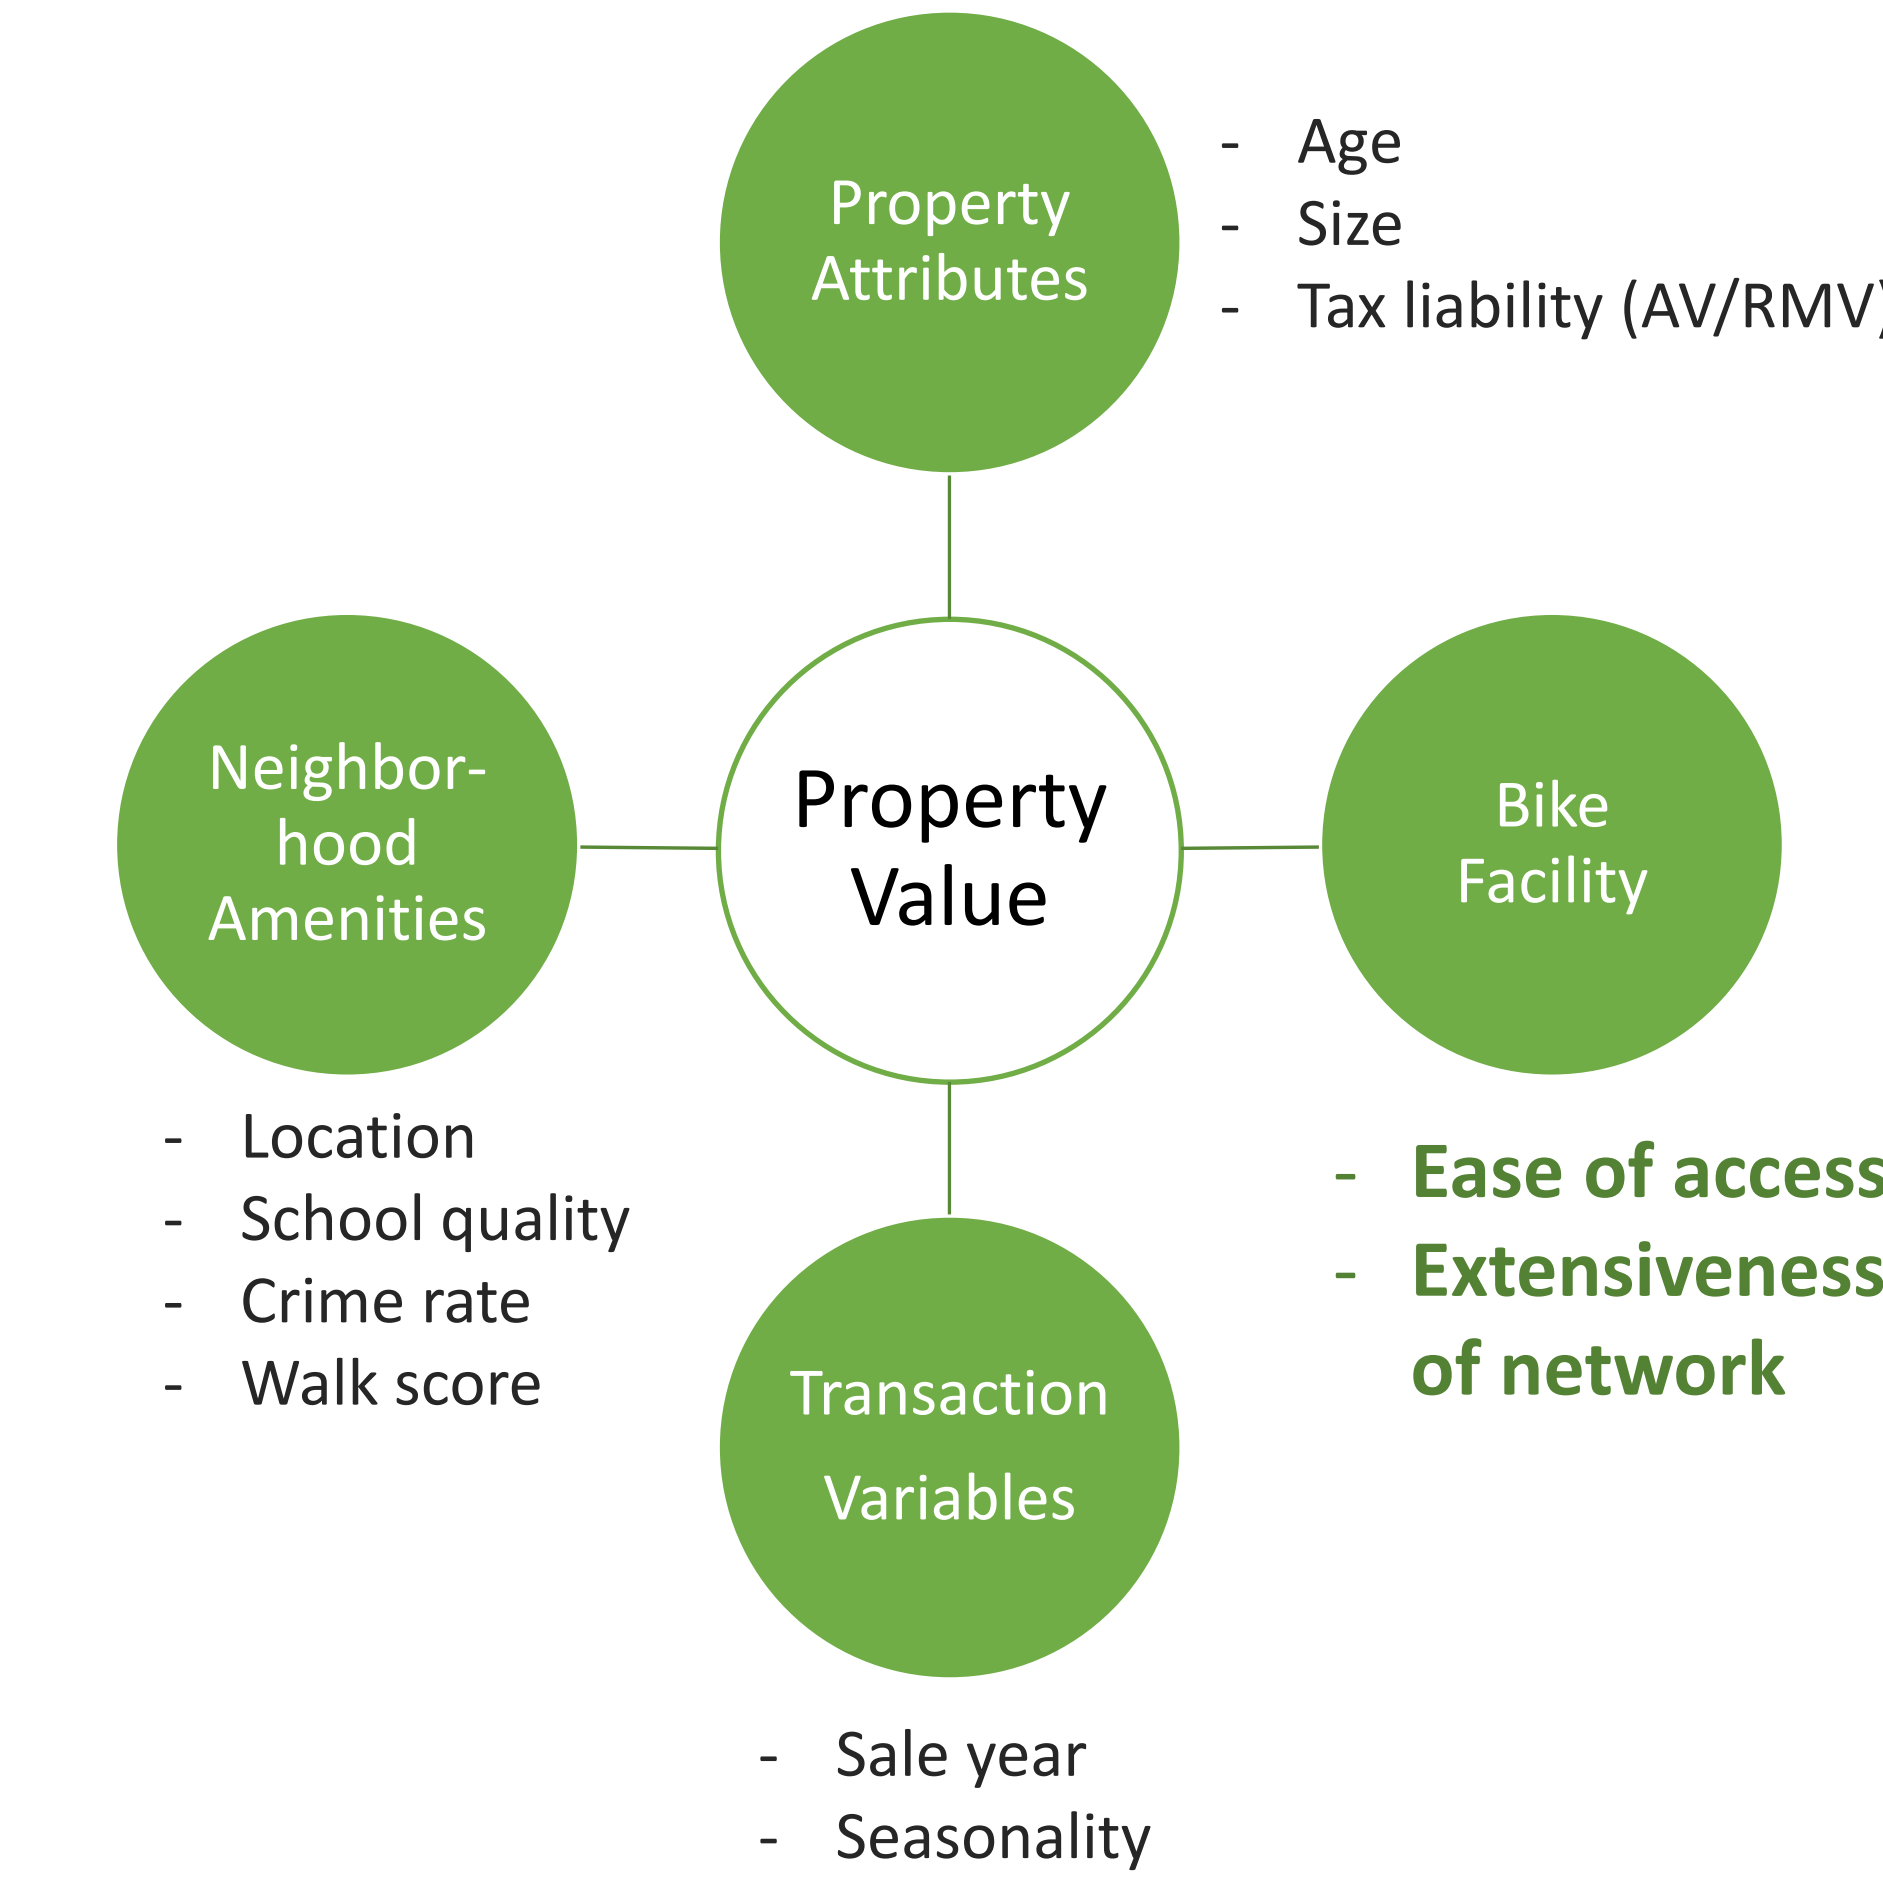 Property
Attributes
- Age
- Size
- Tax liability (AV/RMV)
Neighbor-
hood
Amenities
- Location
- School quality
- Crime rate
- Walk score
Property
Value
Bike
Facility
- Ease of access
- Extensiveness
of network
Transaction
Variables
- Sale year
- Seasonality